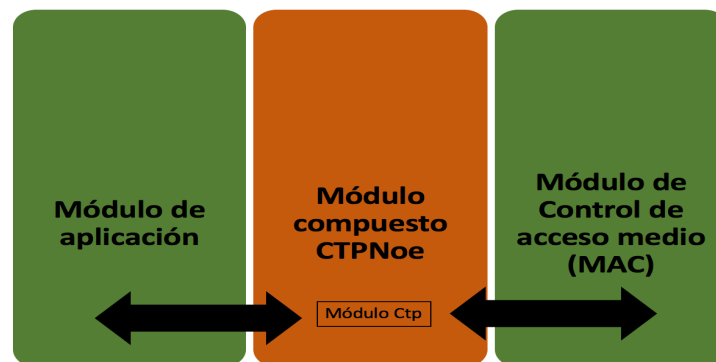 Módulo de
aplicación
Módulo
compuesto
CTPNoe
Módulo Ctp
Módulo de
Control de
acceso medio
(MAC)